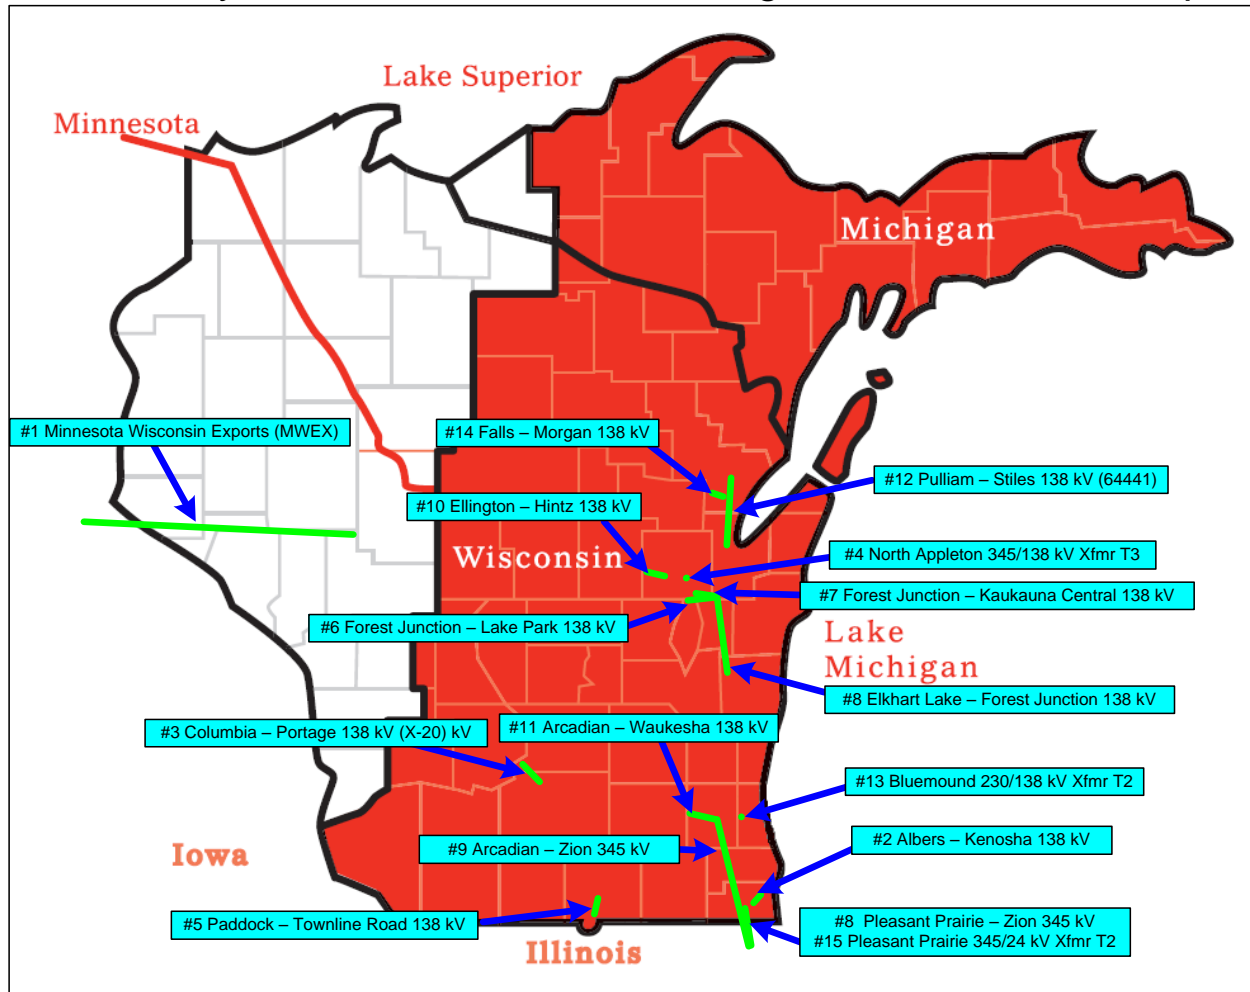 Lake Superior
Minnesota
Michigan
#1 Minnesota Wisconsin Exports (MWEX)
#14 Falls – Morgan 138 kV
#12 Pulliam – Stiles 138 kV (64441)
#10 Ellington – Hintz 138 kV
Wisconsin
#4 North Appleton 345/138 kV Xfmr T3
#7 Forest Junction – Kaukauna Central 138 kV
#6 Forest Junction – Lake Park 138 kV
Lake
Michigan
#8 Elkhart Lake – Forest Junction 138 kV
#3 Columbia – Portage 138 kV (X-20) kV
#11 Arcadian – Waukesha 138 kV
#13 Bluemound 230/138 kV Xfmr T2
#2 Albers – Kenosha 138 kV
Iowa
#9 Arcadian – Zion 345 kV
#5 Paddock – Townline Road 138 kV
#8 Pleasant Prairie – Zion 345 kV
#15 Pleasant Prairie 345/24 kV Xfmr T2
Illinois